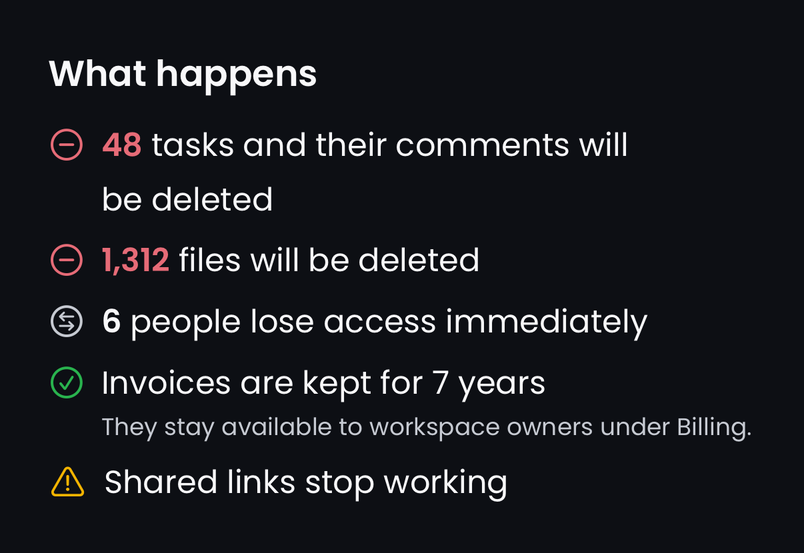 What happens
48 tasks and their comments will
be deleted
1,312 files will be deleted
6 people lose access immediately
Invoices are kept for 7 years
They stay available to workspace owners under Billing.
Shared links stop working